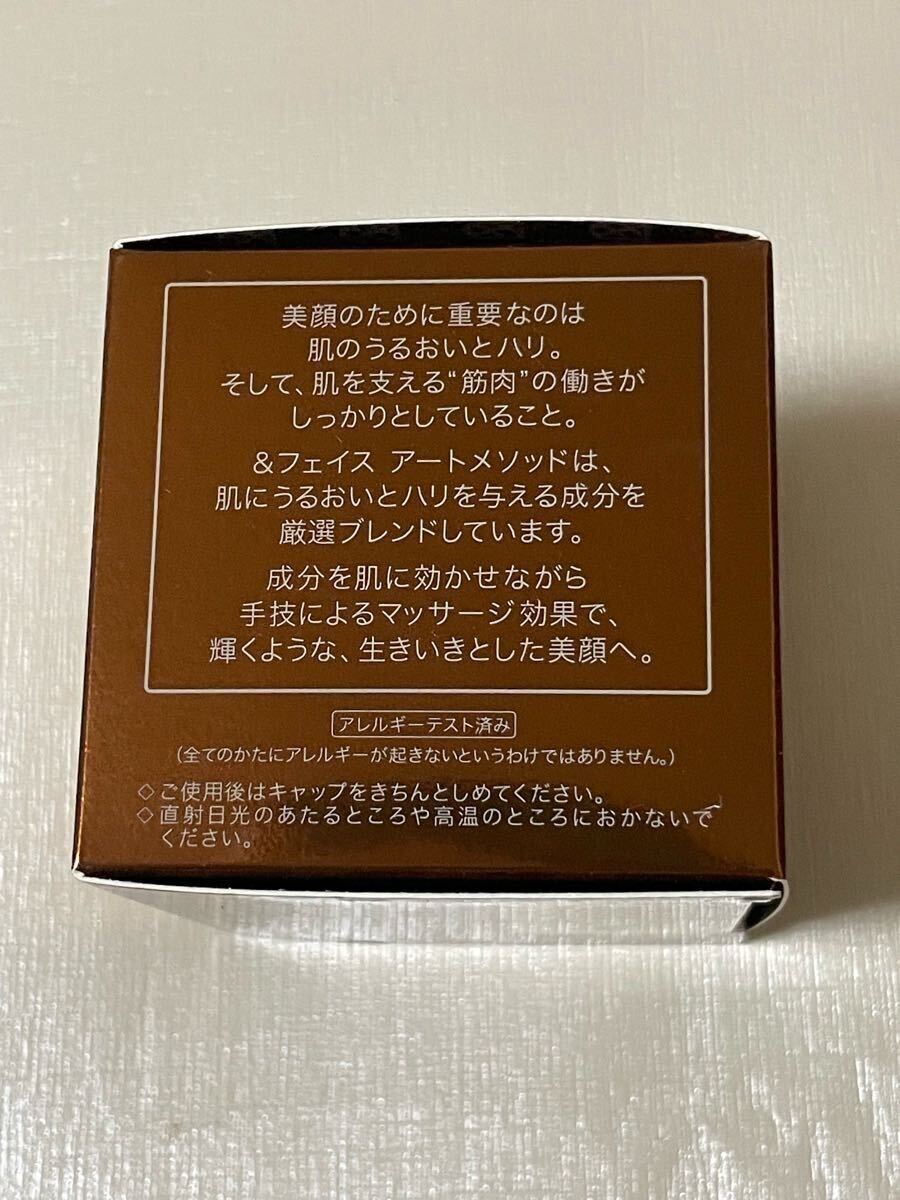 美顔のために重要なのは
肌のうるおいとハリ。
そして、肌を支える“筋肉”の働きが
しっかりとしていること。
&フェイス アートメソッドは、
肌にうるおいとハリを与える成分を
厳選ブレンドしています。
成分を肌に効かせながら
手技によるマッサージ効果で、
輝くような、生きいきとした美顔へ。
アレルギーテスト済み
（全てのかたにアレルギーが起きないというわけではありません。）
◇ご使用後はキャップをきちんとしめてください。
◇直射日光のあたるところや高温のところにおかないで
ください。